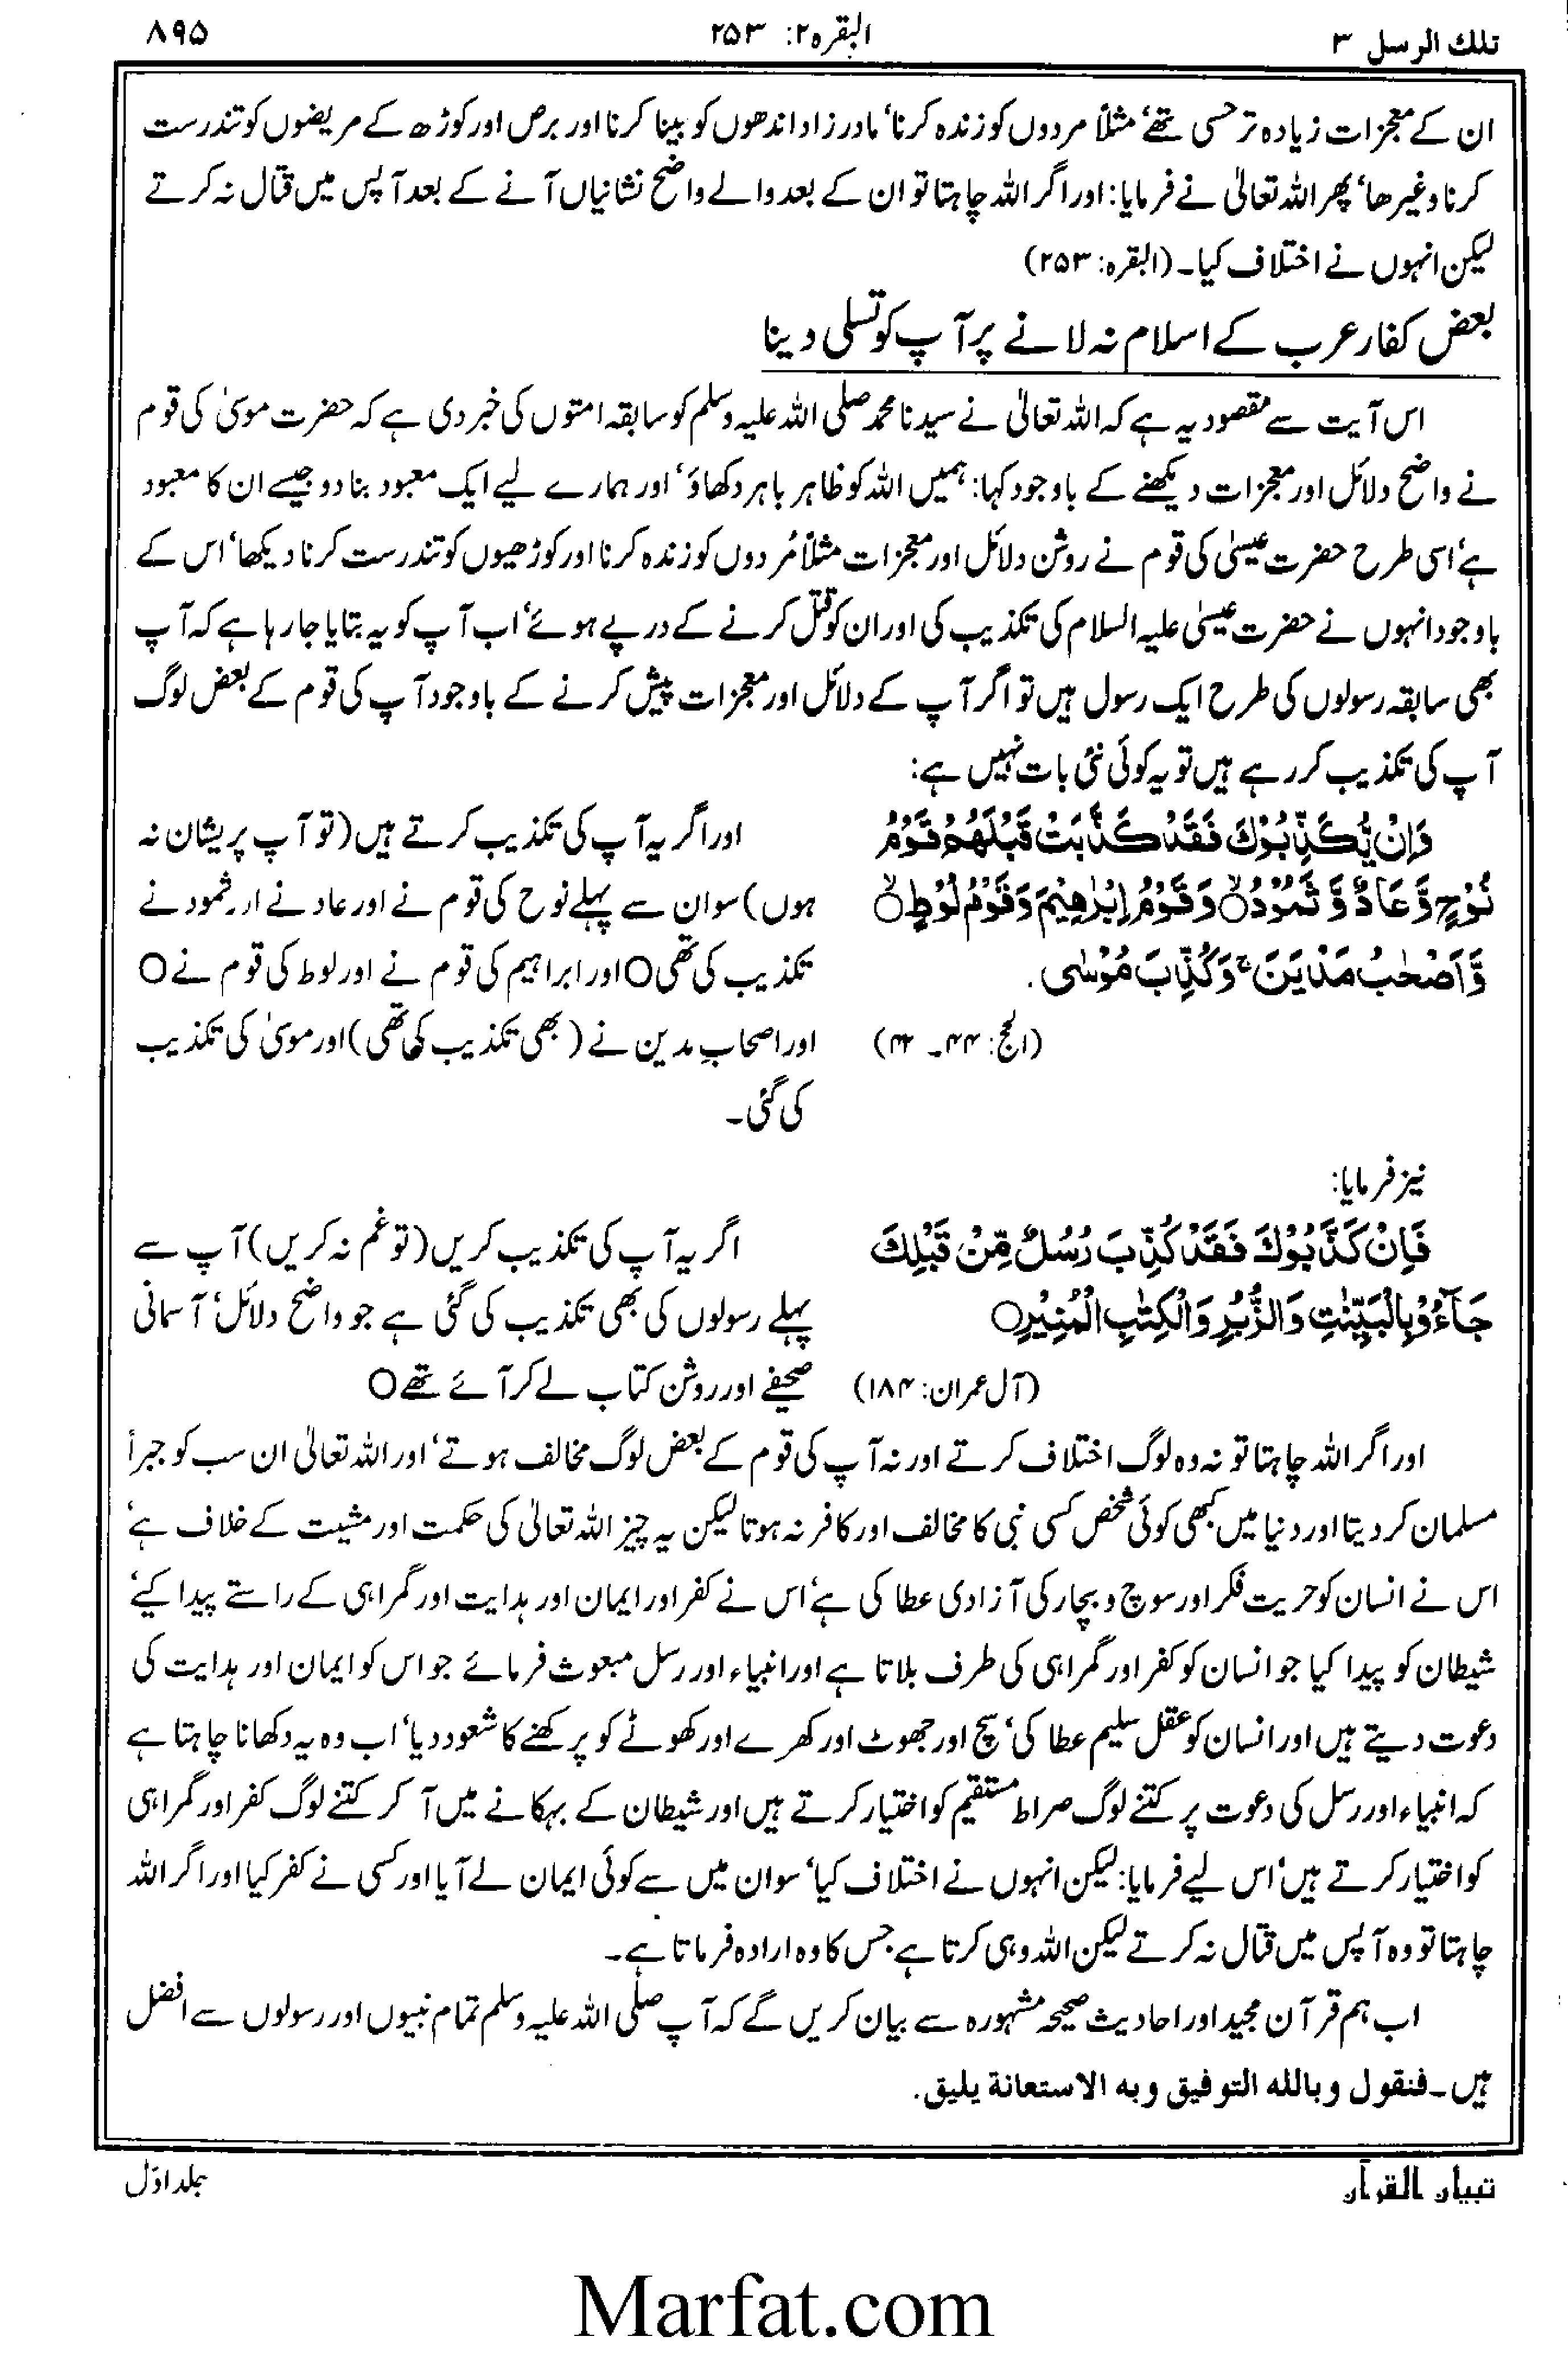 تلك الرسل ۳
البقرہ۲: ۲۵۳
۸۹۵
ان کے معجزات زیادہ تر حسی تھے‘ مثلاً مردوں کو زندہ کرنا‘ مادر زاد اندھوں کو بینا کرنا اور برص اور کوڑھ کے مریضوں کو تندرست
کرنا وغیرھا‘ پھر اللہ تعالیٰ نے فرمایا: اور اگر اللہ چاہتا تو ان کے بعد والے واضح نشانیاں آنے کے بعد آپس میں قتال نہ کرتے
لیکن انہوں نے اختلاف کیا۔ (البقرہ: ۲۵۳)
بعض کفار عرب کے اسلام نہ لانے پر آپ کو تسلی دینا
اس آیت سے مقصود یہ ہے کہ اللہ تعالیٰ نے سیدنا محمد صلی اللہ علیہ وسلم کو سابقہ امتوں کی خبر دی ہے کہ حضرت موسیٰ کی قوم
نے واضح دلائل اور معجزات دیکھنے کے باوجود کہا: ہمیں اللہ کو ظاہر باہر دکھاؤ‘ اور ہمارے لیے ایک معبود بنا دو جیسے ان کا معبود
ہے‘ اسی طرح حضرت عیسیٰ کی قوم نے روشن دلائل اور معجزات مثلاً مُردوں کو زندہ کرنا اور کوڑھیوں کو تندرست کرنا دیکھا‘ اس کے
باوجود انہوں نے حضرت عیسیٰ علیہ السلام کی تکذیب کی اور ان کو قتل کرنے کے درپے ہوئے‘ اب آپ کو یہ بتایا جا رہا ہے کہ آپ
بھی سابقہ رسولوں کی طرح ایک رسول ہیں تو اگر آپ کے دلائل اور معجزات پیش کرنے کے باوجود آپ کی قوم کے بعض لوگ
آپ کی تکذیب کر رہے ہیں تو یہ کوئی نئی بات نہیں ہے:
وَاِنْ يُّكَذِّبُوْكَ فَقَدْ كَذَّبَتْ قَبْلَهُمْ قَوْمُ
نُوْحٍ وَّعَادٌ وَّثَمُوْدُ○ۙ وَقَوْمُ اِبْرٰهِيْمَ وَقَوْمُ لُوْطٍ○ۙ
وَّاَصْحٰبُ مَدْيَنَ ۚ وَكُذِّبَ مُوْسٰى.
(الحج: ۴۴۔ ۴۲)
اور اگر یہ آپ کی تکذیب کرتے ہیں (تو آپ پریشان نہ
ہوں) سو ان سے پہلے نوح کی قوم نے اور عاد نے ار ثمود نے
تکذیب کی تھی○ اور ابراہیم کی قوم نے اور لوط کی قوم نے○
اور اصحابِ مدین نے (بھی تکذیب کی تھی) اور موسیٰ کی تکذیب
کی گئی۔
نیز فرمایا:
فَاِنْ كَذَّبُوْكَ فَقَدْ كُذِّبَ رُسُلٌ مِّنْ قَبْلِكَ
جَآءُوْ بِالْبَيِّنٰتِ وَالزُّبُرِ وَالْكِتٰبِ الْمُنِيْرِ○
(آل عمران: ۱۸۴)
اگر یہ آپ کی تکذیب کریں (تو غم نہ کریں) آپ سے
پہلے رسولوں کی بھی تکذیب کی گئی ہے جو واضح دلائل‘ آسمانی
صحیفے اور روشن کتاب لے کر آئے تھے○
اور اگر اللہ چاہتا تو نہ وہ لوگ اختلاف کرتے اور نہ آپ کی قوم کے بعض لوگ مخالف ہوتے‘ اور اللہ تعالیٰ ان سب کو جبراً
مسلمان کر دیتا اور دنیا میں کبھی کوئی شخص کسی نبی کا مخالف اور کافر نہ ہوتا لیکن یہ چیز اللہ تعالیٰ کی حکمت اور مشیت کے خلاف ہے‘
اس نے انسان کو حریت فکر اور سوچ و بچار کی آزادی عطا کی ہے‘ اس نے کفر اور ایمان اور ہدایت اور گمراہی کے راستے پیدا کیے‘
شیطان کو پیدا کیا جو انسان کو کفر اور گمراہی کی طرف بلاتا ہے اور انبیاء اور رسل مبعوث فرمائے جو اس کو ایمان اور ہدایت کی
دعوت دیتے ہیں اور انسان کو عقل سلیم عطا کی‘ سچ اور جھوٹ اور کھرے اور کھوٹے کو پرکھنے کا شعود دیا‘ اب وہ یہ دکھانا چاہتا ہے
کہ انبیاء اور رسل کی دعوت پر کتنے لوگ صراط مستقیم کو اختیار کرتے ہیں اور شیطان کے بہکانے میں آ کر کتنے لوگ کفر اور گمراہی
کو اختیار کرتے ہیں‘ اس لیے فرمایا: لیکن انہوں نے اختلاف کیا‘ سو ان میں سے کوئی ایمان لے آیا اور کسی نے کفر کیا اور اگر اللہ
چاہتا تو وہ آپس میں قتال نہ کرتے لیکن اللہ وہی کرتا ہے جس کا وہ ارادہ فرماتا ہے۔
اب ہم قرآن مجید اور احادیث صحیحہ مشہورہ سے بیان کریں گے کہ آپ صلی اللہ علیہ وسلم تمام نبیوں اور رسولوں سے افضل
ہیں۔ فنقول وبالله التوفيق وبه الاستعانة يليق.
تبیان القرآن
جلد اوّل
Marfat.com